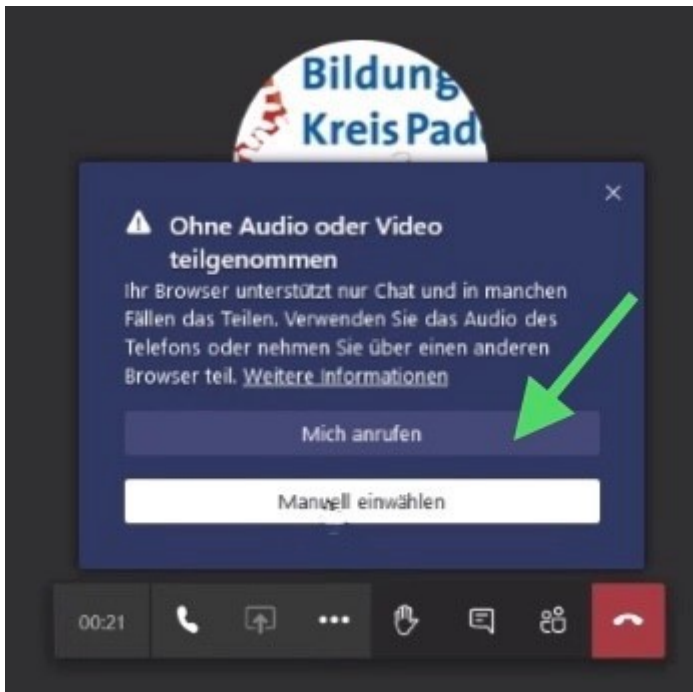 Bildung
Kreis Pad
Ohne Audio oder Video
teilgenommen
Ihr Browser unterstützt nur Chat und in manchen
Fällen das Teilen. Verwenden Sie das Audio des
Telefons oder nehmen Sie über einen anderen
Browser teil. Weitere Informationen
Mich anrufen
Manuell einwählen
00:21